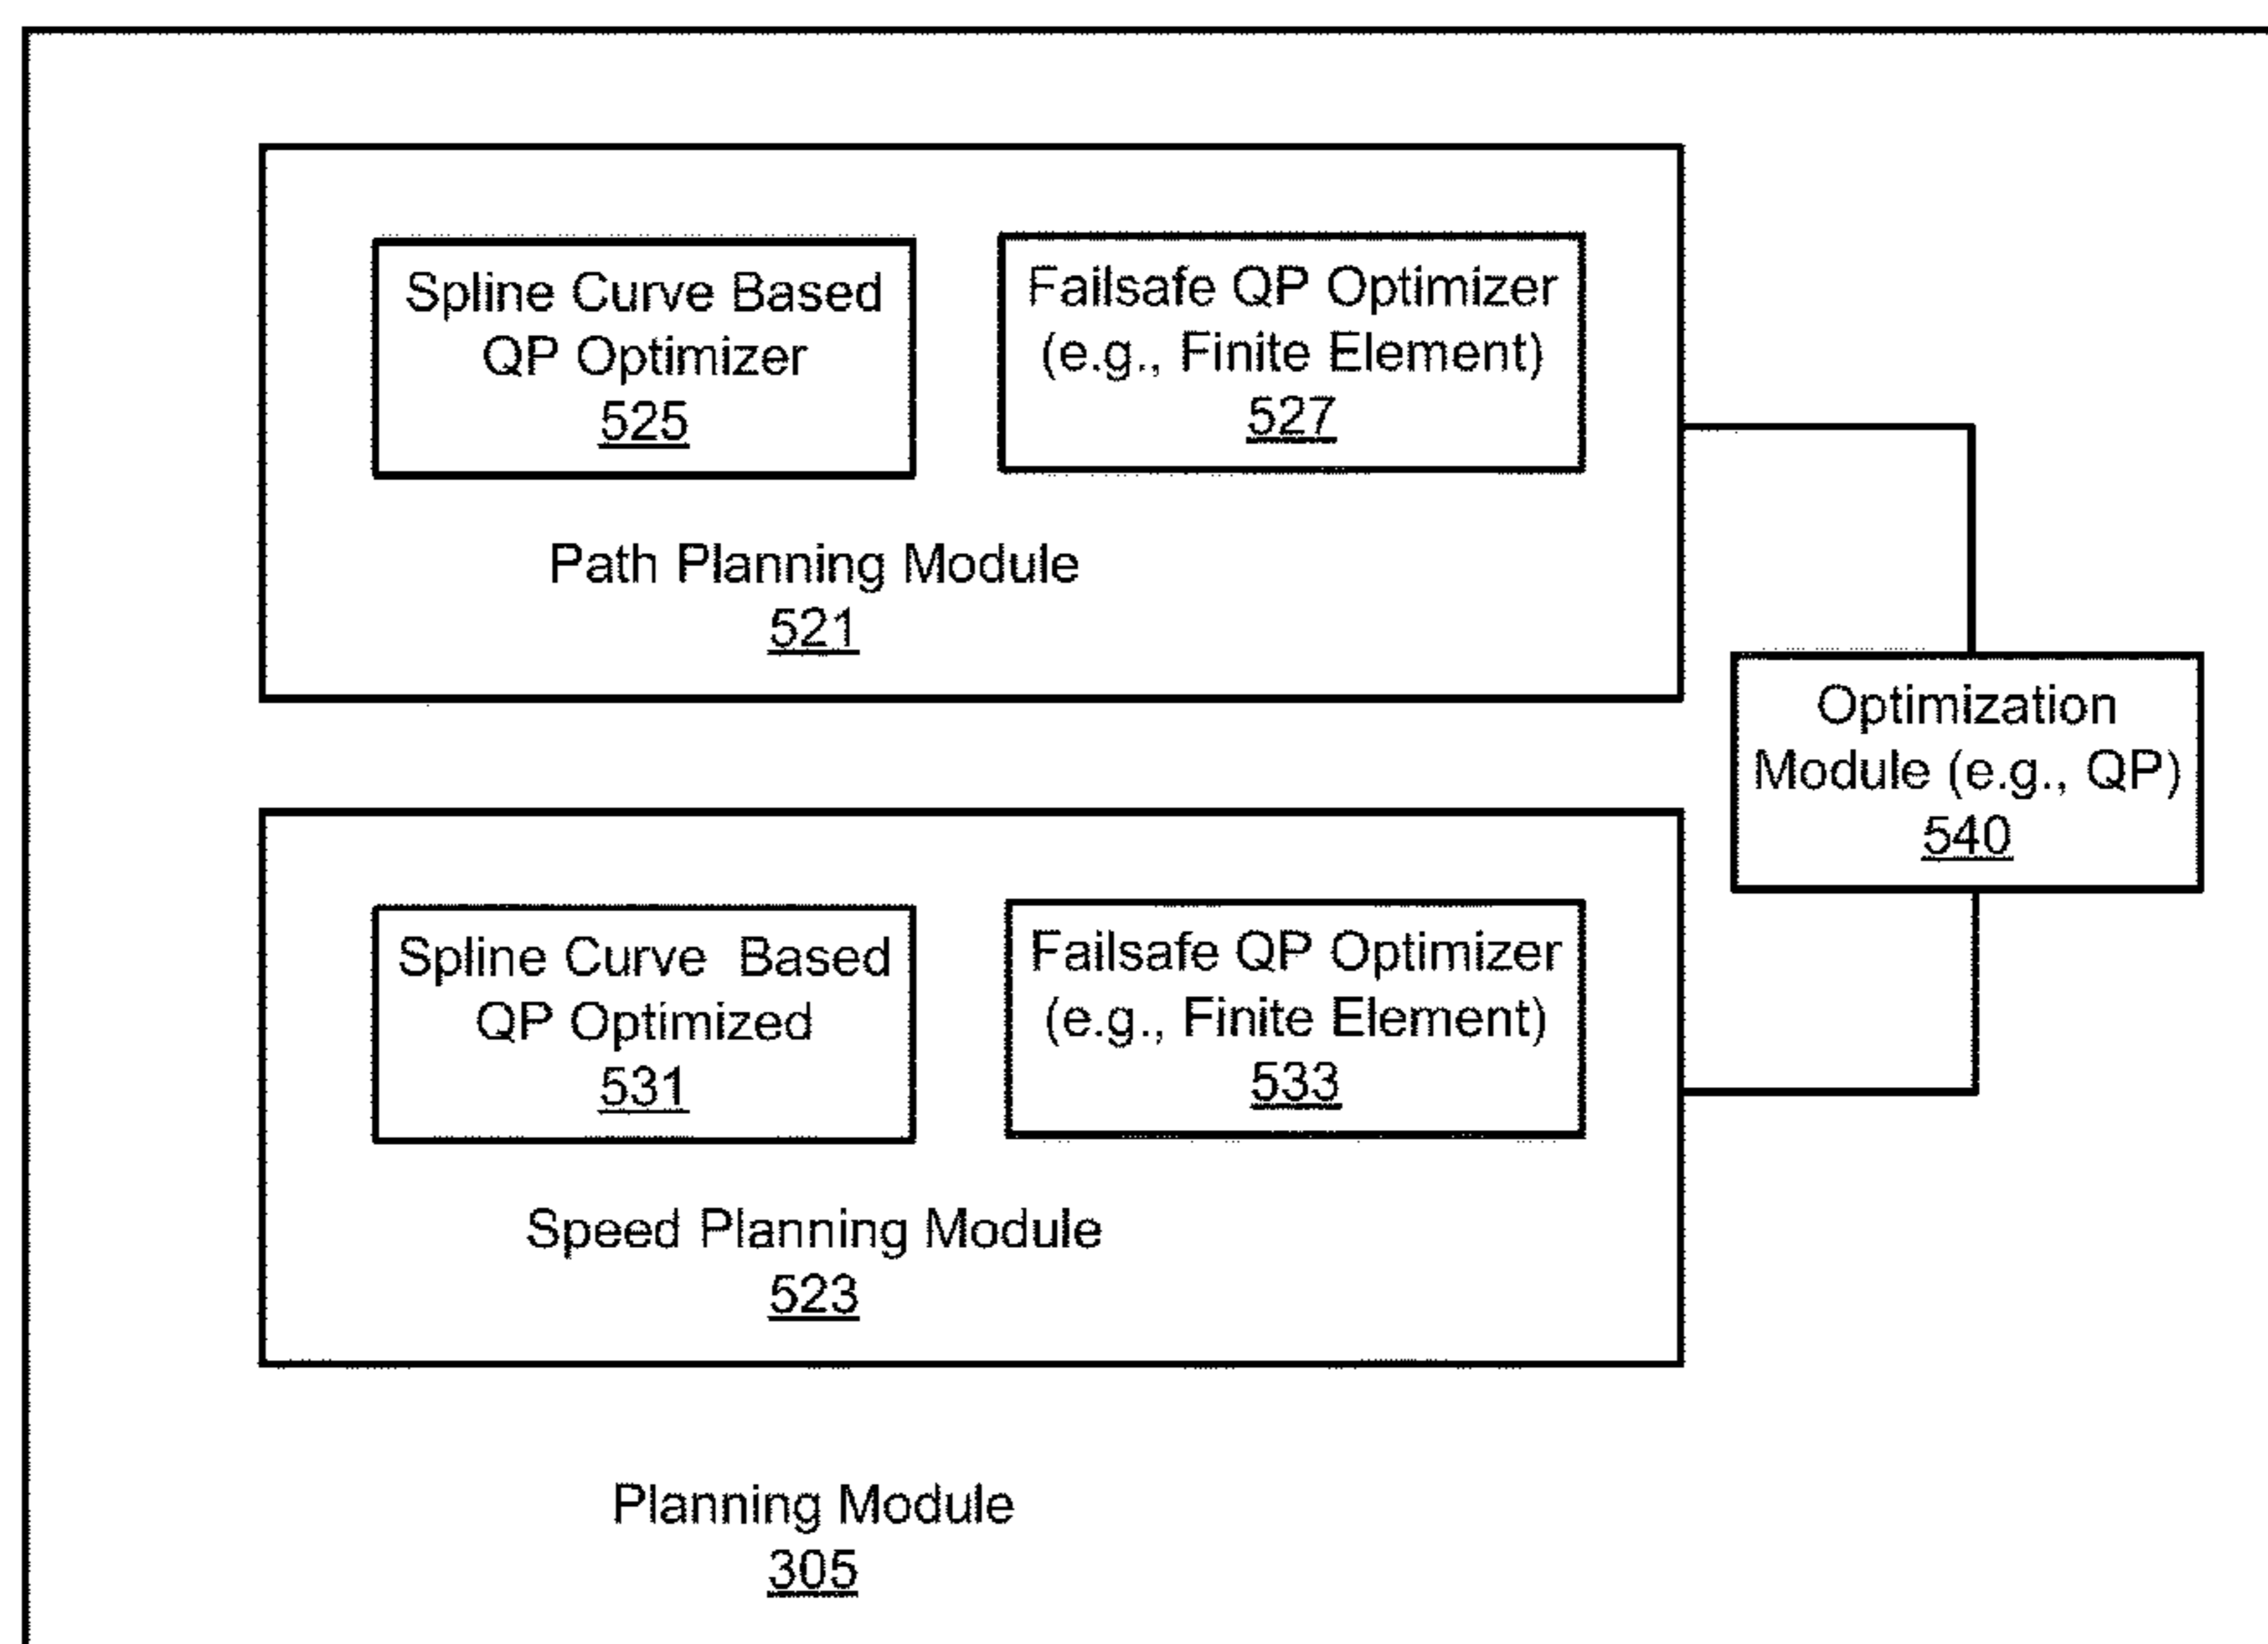 Spline Curve Based
QP Optimizer
525
Failsafe QP Optimizer
(e.g., Finite Element)
527
Path Planning Module
521
Optimization
Module (e.g., QP)
540
Spline Curve Based
QP Optimized
531
Failsafe QP Optimizer
(e.g., Finite Element)
533
Speed Planning Module
523
Planning Module
305